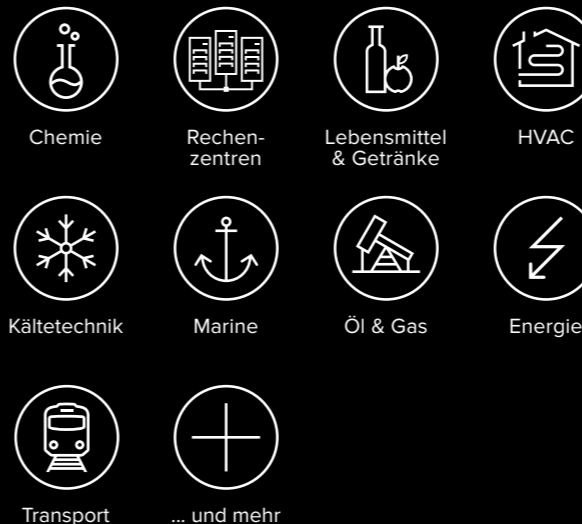 Chemie
Rechen-
zentren
Lebensmittel
& Getränke
HVAC
Kältetechnik
Marine
Öl & Gas
Energie
Transport
... und mehr